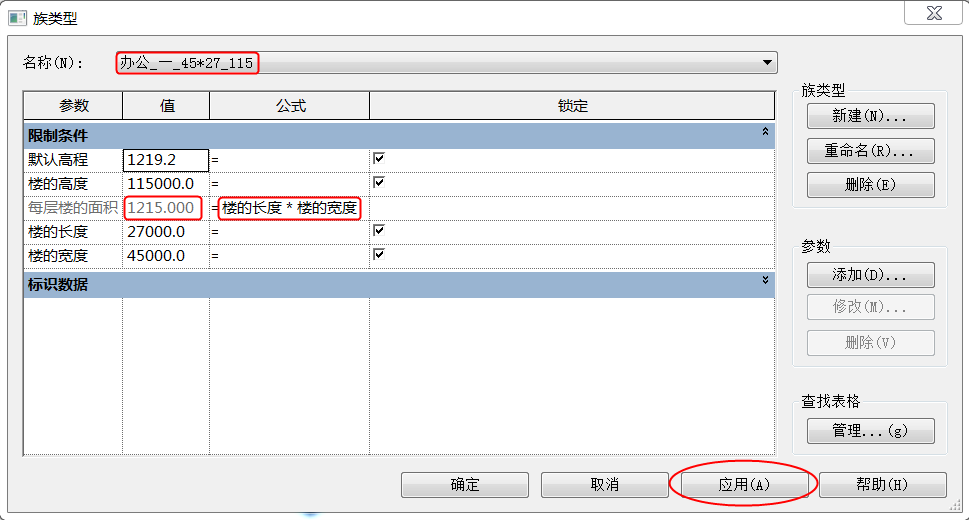 族类型
名称(N): 办公_一_45*27_115
参数 值 公式 锁定
限制条件
默认高程 1219.2 =
楼的高度 115000.0 =
每层楼的面积 1215.000 =楼的长度 * 楼的宽度
楼的长度 27000.0 =
楼的宽度 45000.0 =
标识数据
族类型
新建(N)...
重命名(R)...
删除(E)
参数
添加(D)...
修改(M)...
删除(V)
查找表格
管理...(g)
确定 取消 应用(A) 帮助(H)